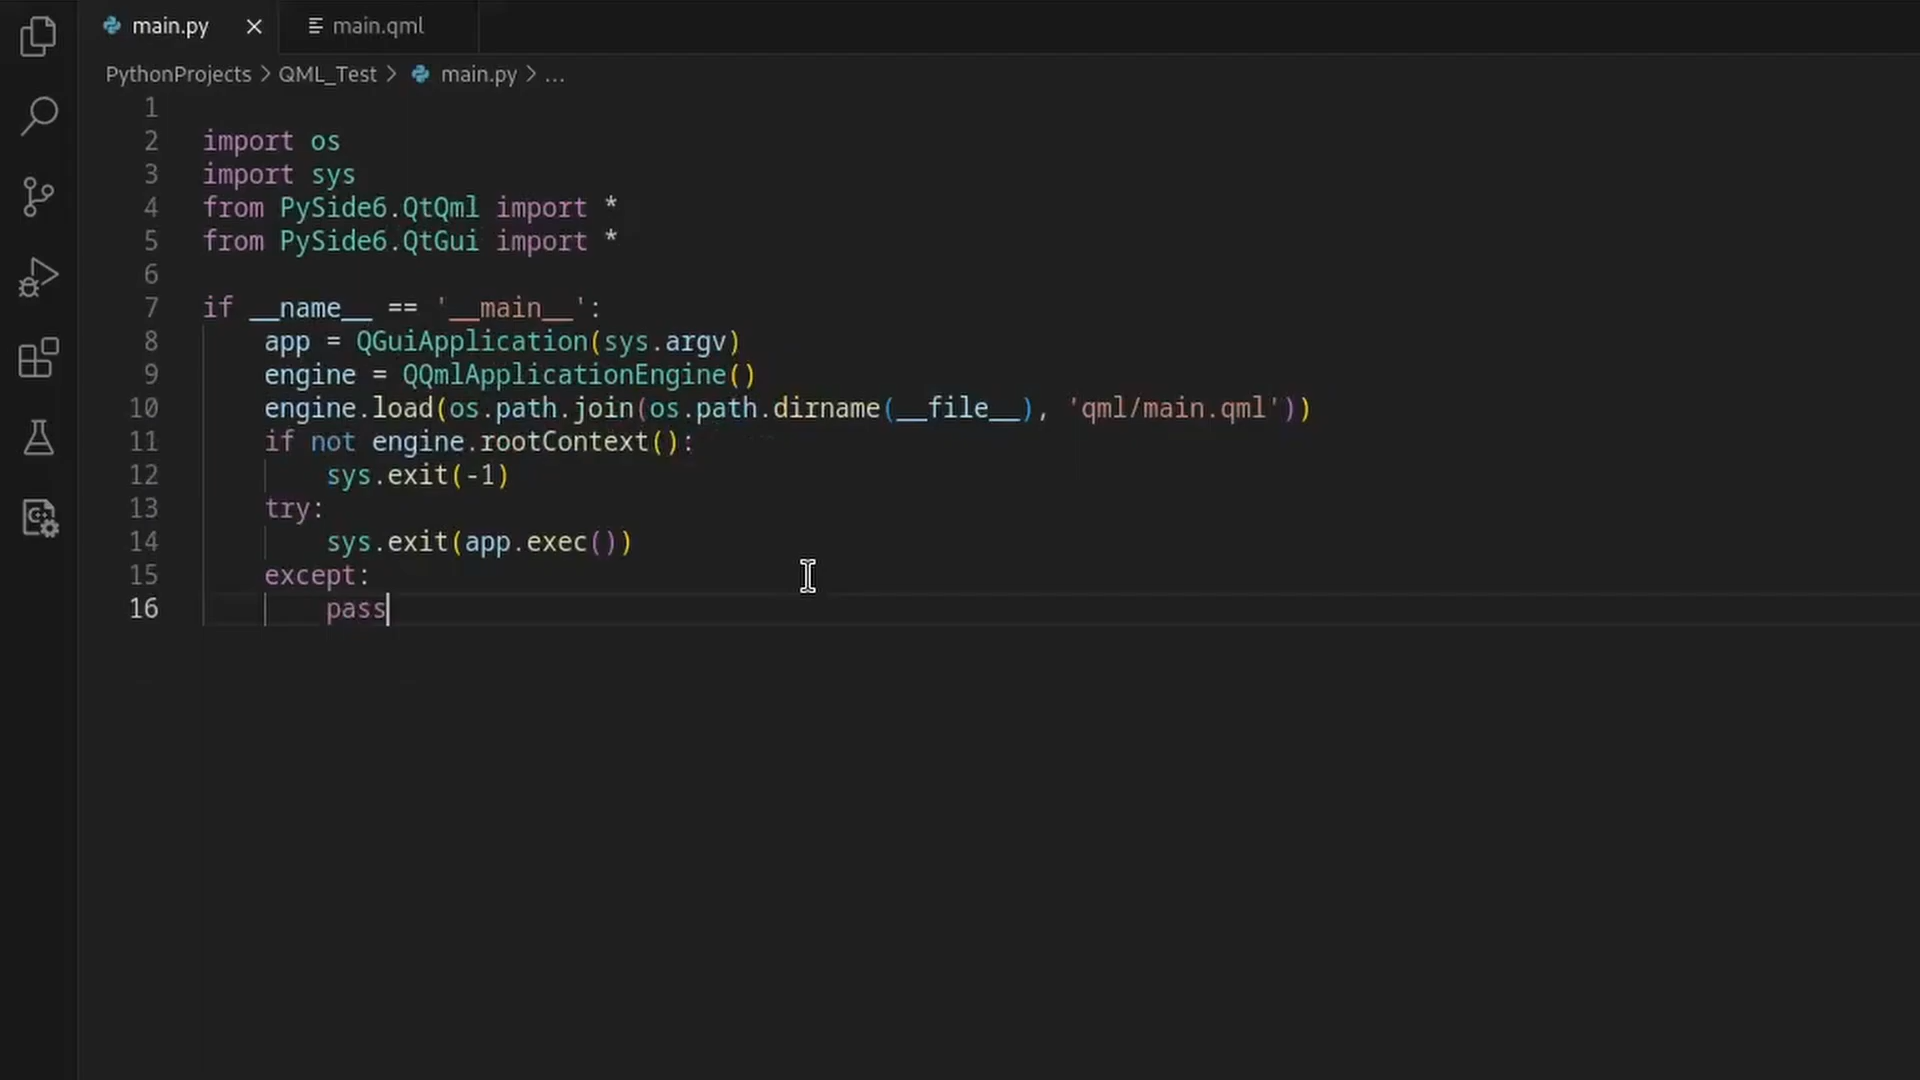 main.py
main.qml
PythonProjects > QML_Test > main.py > ...
1
2 import os
3 import sys
4 from PySide6.QtQml import *
5 from PySide6.QtGui import *
6
7 if __name__ == '__main__':
8     app = QGuiApplication(sys.argv)
9     engine = QQmlApplicationEngine()
10     engine.load(os.path.join(os.path.dirname(__file__), 'qml/main.qml'))
11     if not engine.rootContext():
12         sys.exit(-1)
13     try:
14         sys.exit(app.exec())
15     except:
16         pass